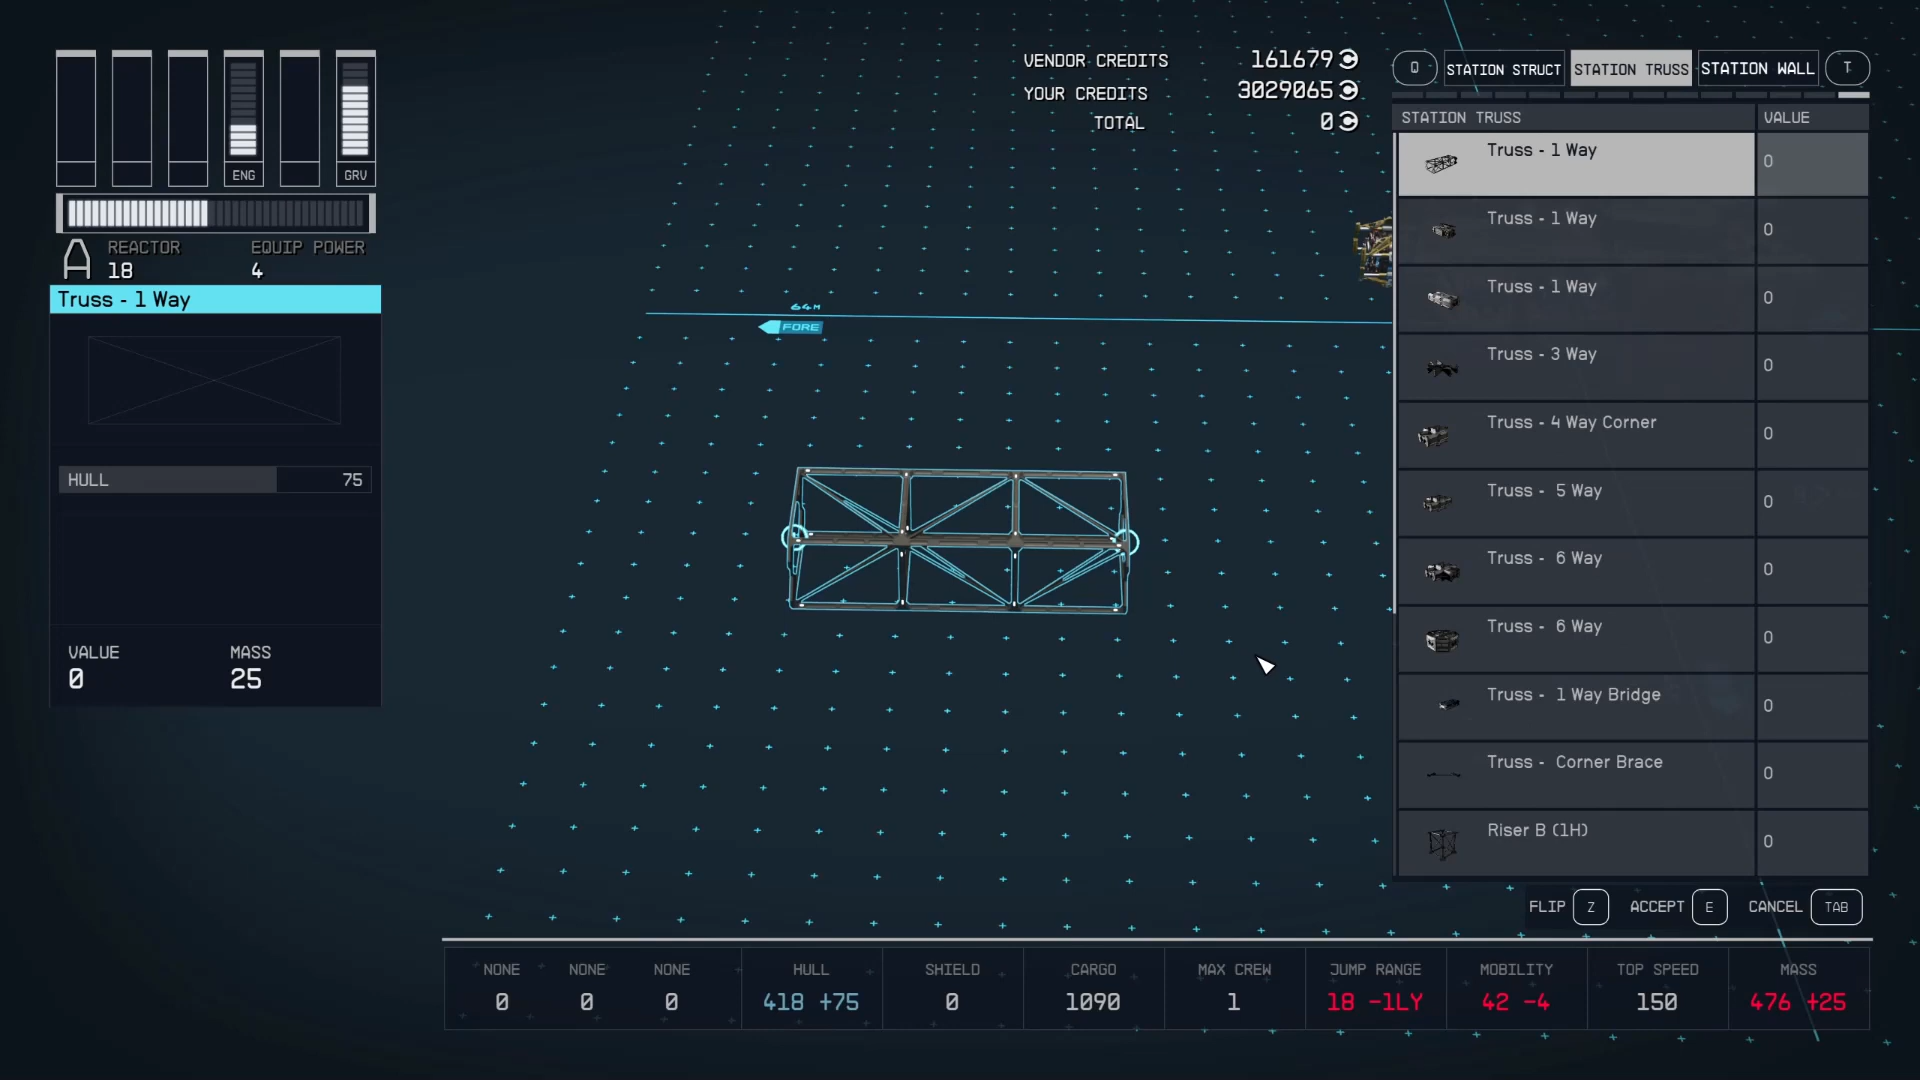 VENDOR CREDITS 161679
YOUR CREDITS 3029065
TOTAL 0
Q STATION STRUCT STATION TRUSS STATION WALL T
STATION TRUSS VALUE
Truss - 1 Way 0
Truss - 1 Way 0
Truss - 1 Way 0
Truss - 3 Way 0
Truss - 4 Way Corner 0
Truss - 5 Way 0
Truss - 6 Way 0
Truss - 6 Way 0
Truss - 1 Way Bridge 0
Truss - Corner Brace 0
Riser B (1H) 0
FLIP Z ACCEPT E CANCEL TAB
ENG GRV
A REACTOR EQUIP POWER
18 4
Truss - 1 Way
HULL 75
VALUE MASS
0 25
64M
FORE
NONE NONE NONE HULL SHIELD CARGO MAX CREW JUMP RANGE MOBILITY TOP SPEED MASS
0 0 0 418 +75 0 1090 1 18 -1LY 42 -4 150 476 +25